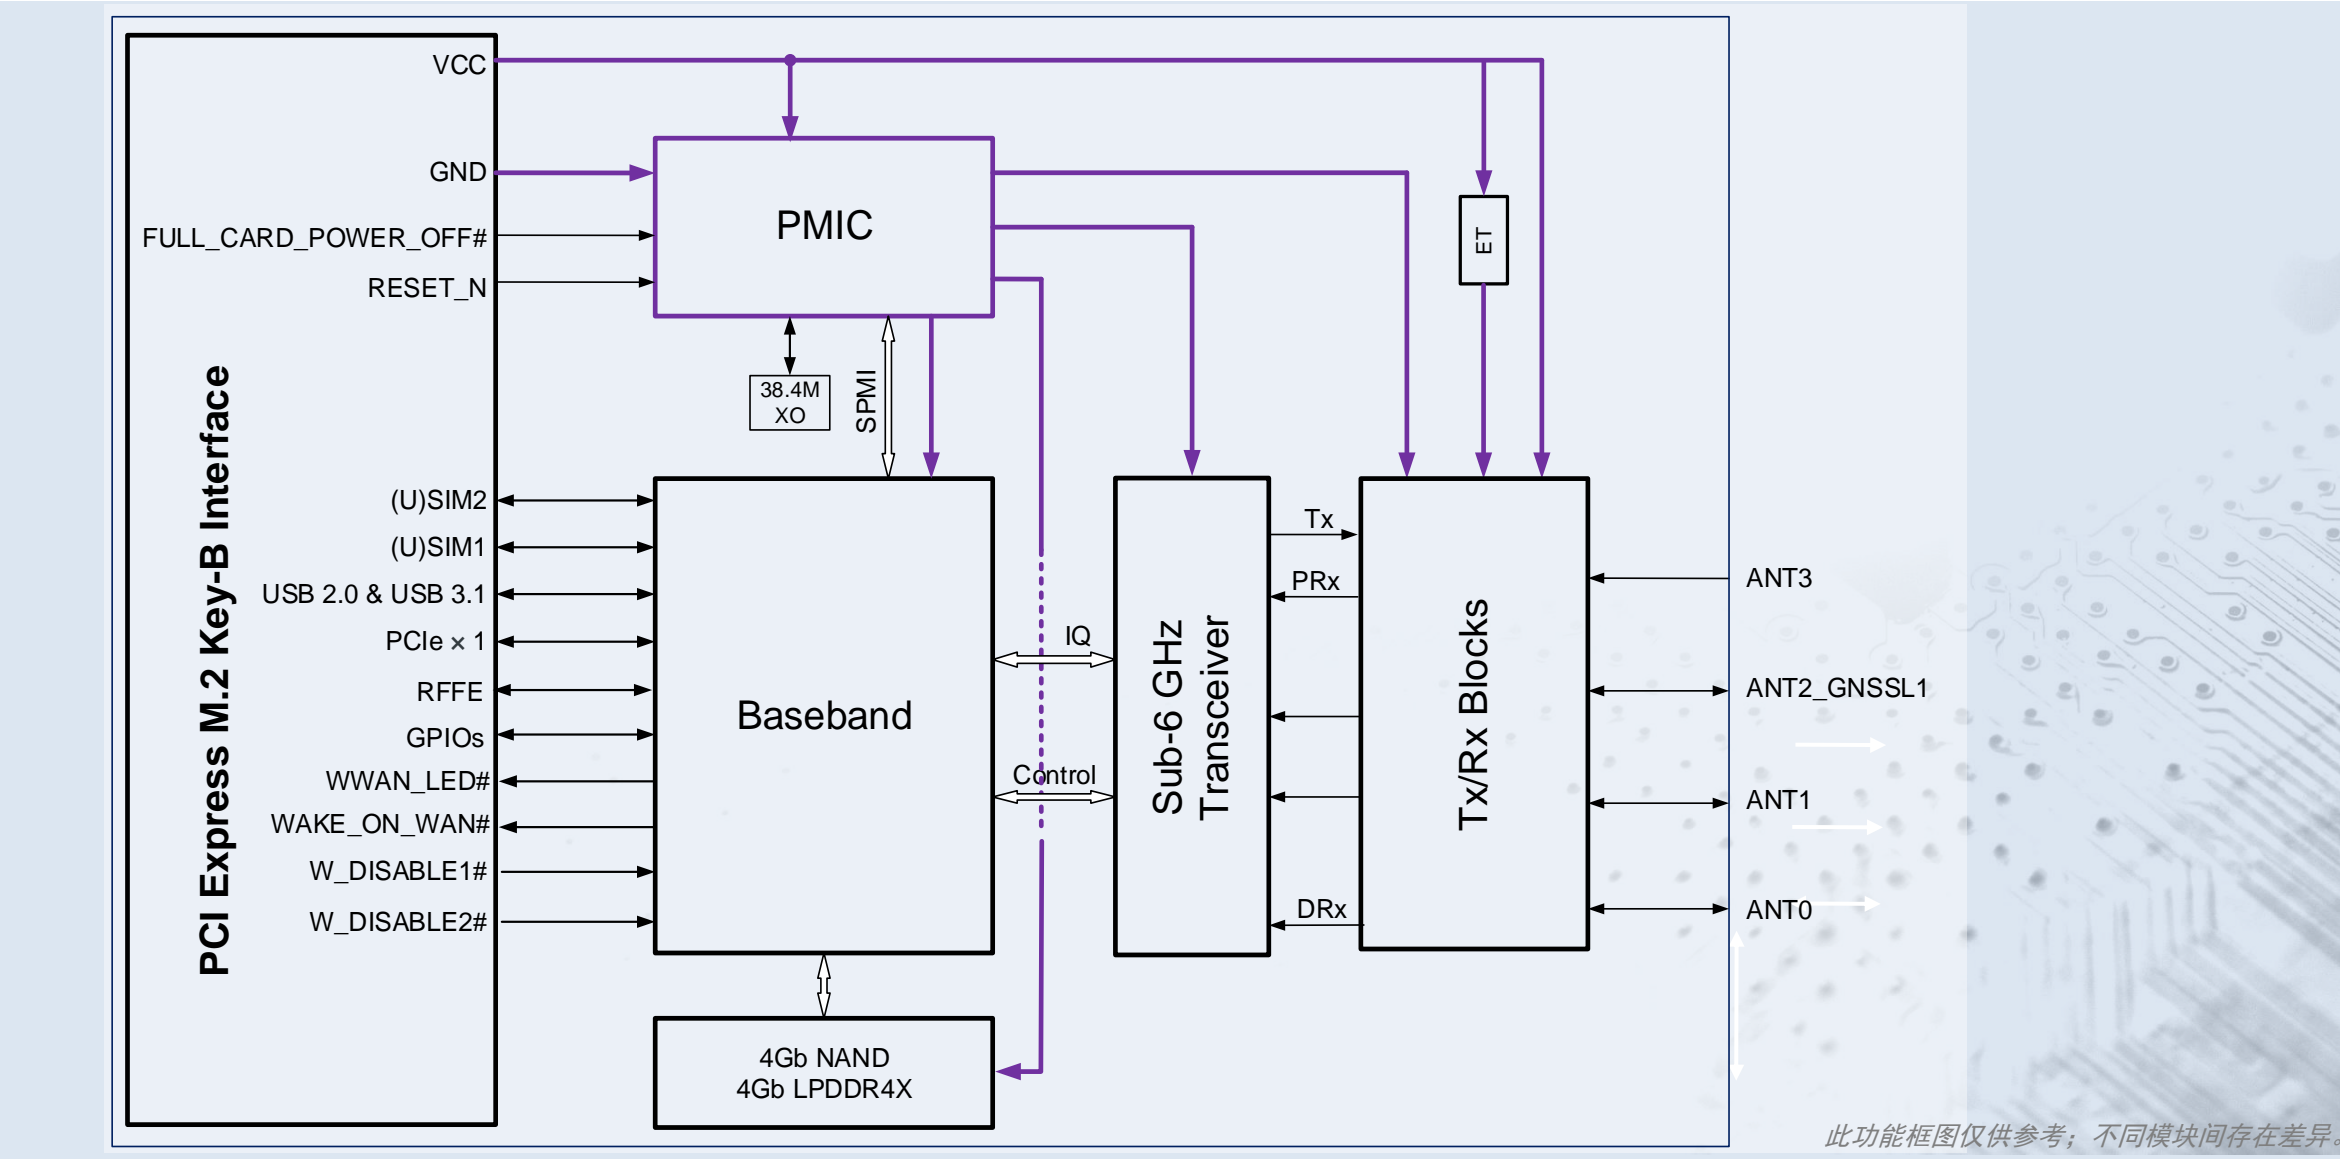 VCC
GND
FULL_CARD_POWER_OFF#
RESET_N
PCI Express M.2 Key-B Interface
(U)SIM2
(U)SIM1
USB 2.0 & USB 3.1
PCIe × 1
RFFE
GPIOs
WWAN_LED#
WAKE_ON_WAN#
W_DISABLE1#
W_DISABLE2#
PMIC
38.4M
XO
SPMI
Baseband
4Gb NAND
4Gb LPDDR4X
IQ
Control
Sub-6 GHz
Transceiver
Tx
PRx
DRx
ET
Tx/Rx Blocks
ANT3
ANT2_GNSSL1
ANT1
ANT0
此功能框图仅供参考；不同模块间存在差异。